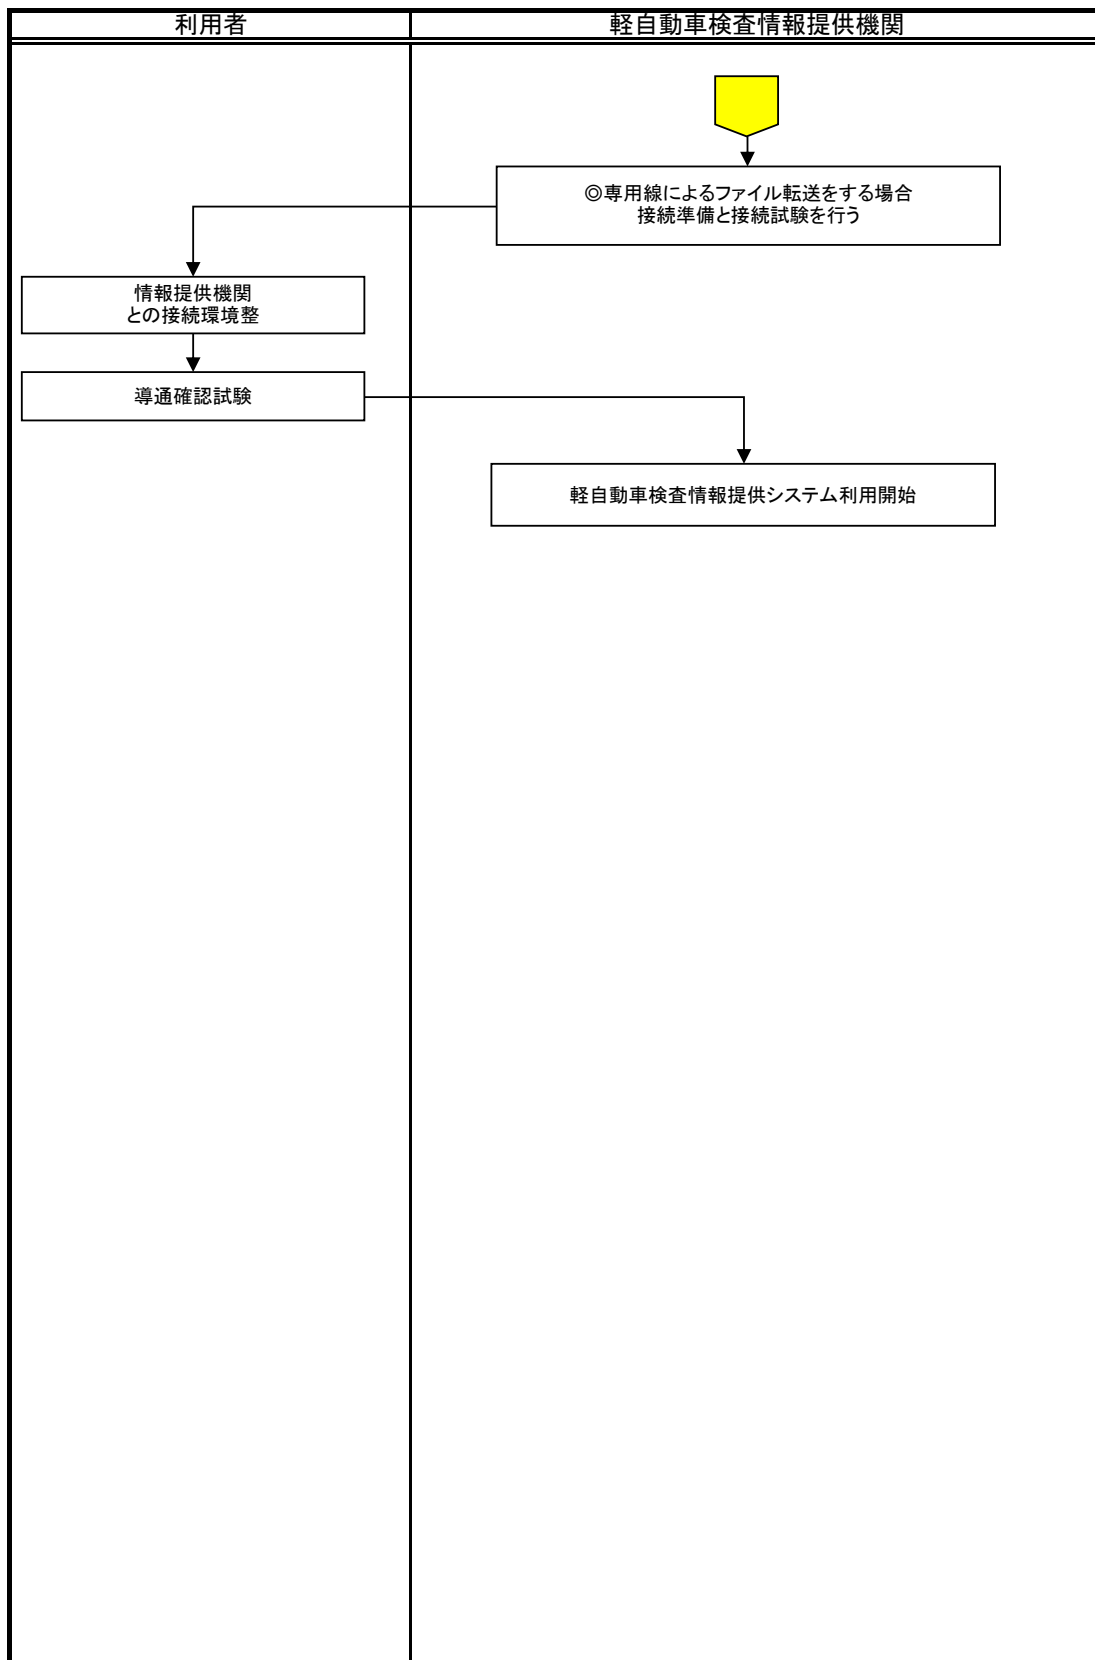 利用者
軽自動車検査情報提供機関
◎専用線によるファイル転送をする場合
接続準備と接続試験を行う
情報提供機関
との接続環境整
導通確認試験
軽自動車検査情報提供システム利用開始